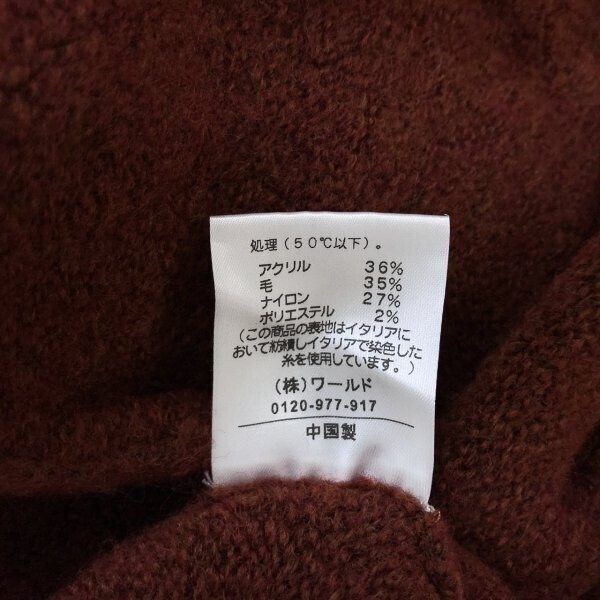 処理（５０℃以下）。
アクリル 36%
毛 35%
ナイロン 27%
ポリエステル 2%
（この商品の表地はイタリアに
おいて紡績しイタリアで染色した
糸を使用しています。）
（株）ワールド
0120-977-917
中国製